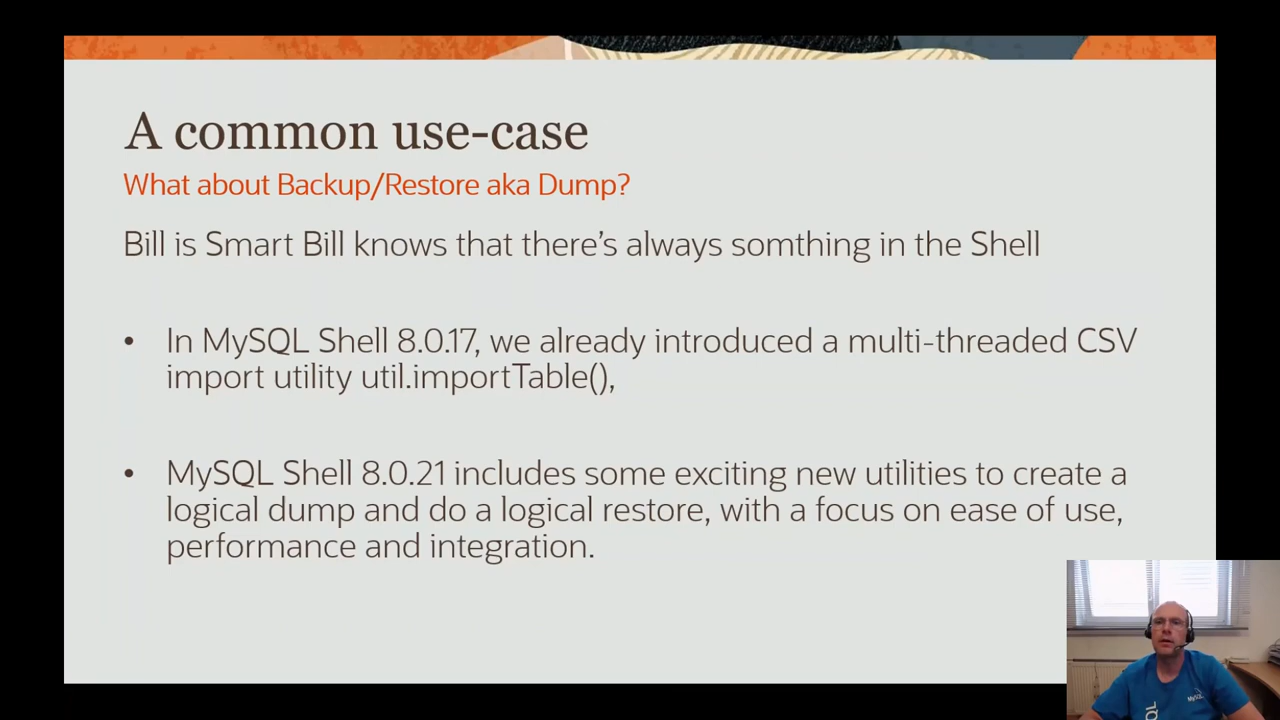 A common use-case
What about Backup/Restore aka Dump?
Bill is Smart Bill knows that there's always somthing in the Shell
• In MySQL Shell 8.0.17, we already introduced a multi-threaded CSV
import utility util.importTable(),
• MySQL Shell 8.0.21 includes some exciting new utilities to create a
logical dump and do a logical restore, with a focus on ease of use,
performance and integration.
MySQL